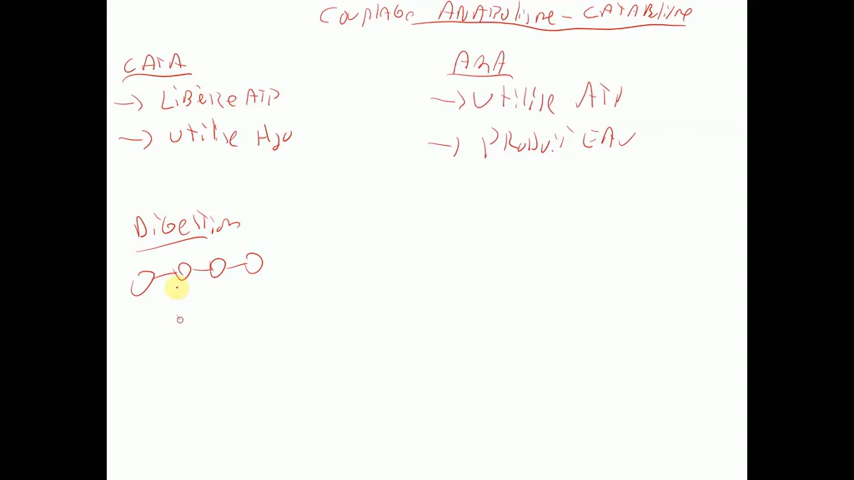 Couplage ANABOlisme - CATABOlisme
CATA
→ Libère ATP
→ utilise H2O
ANA
→ utilise ATP
→ PRODUIT EAU
Digestion